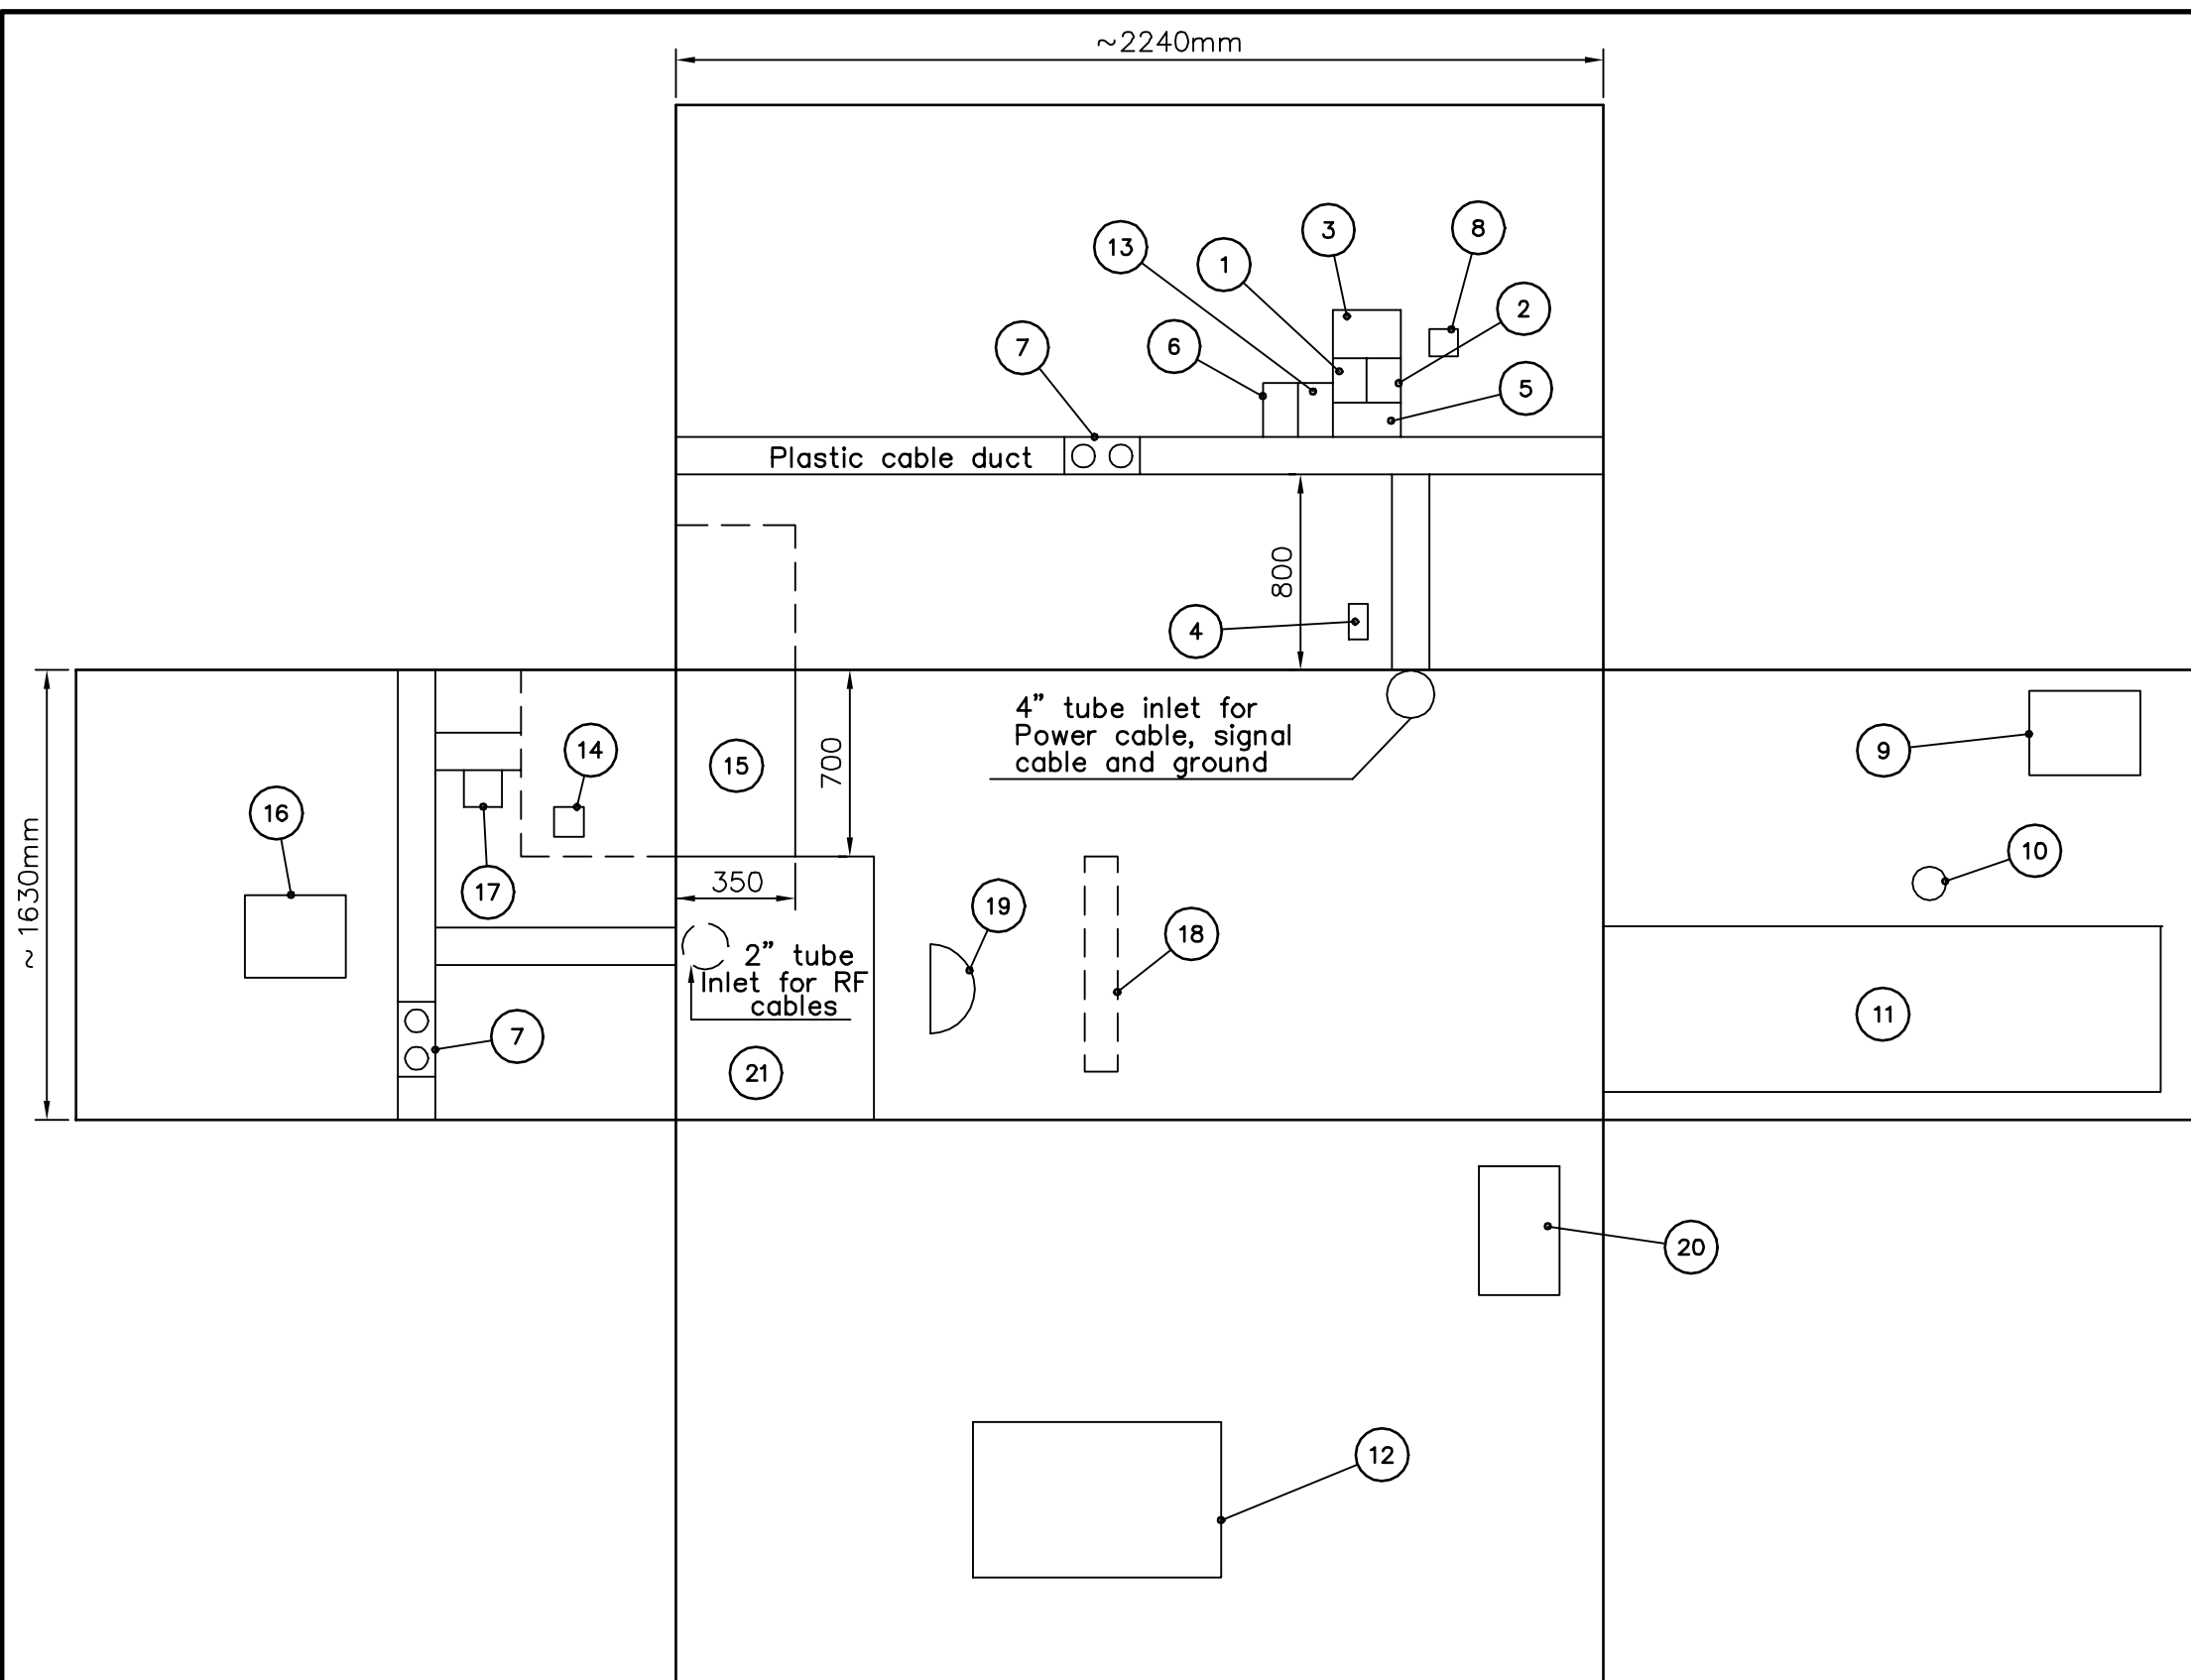 ~2240mm
3
8
13
1
2
7
6
5
Plastic cable duct
800
4
4” tube inlet for
Power cable, signal
cable and ground
14
15
700
9
16
~ 1630mm
17
350
19
18
10
2” tube
Inlet for RF
cables
7
21
11
20
12